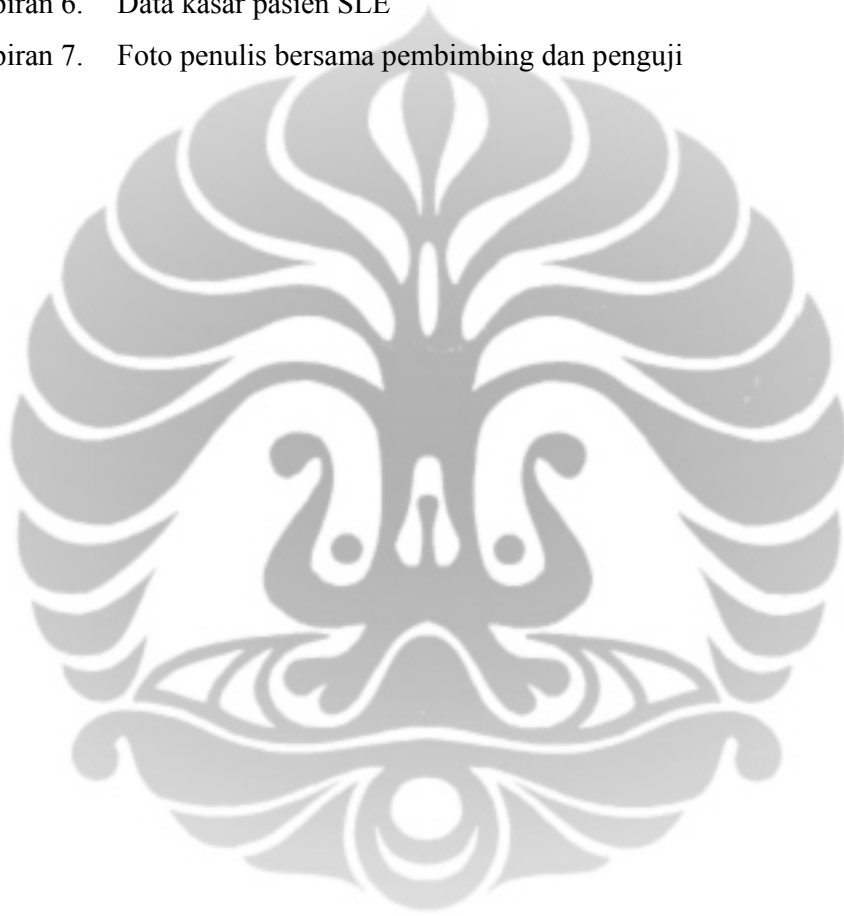 piran 6. Data kasar pasien SLE
piran 7. Foto penulis bersama pembimbing dan penguji